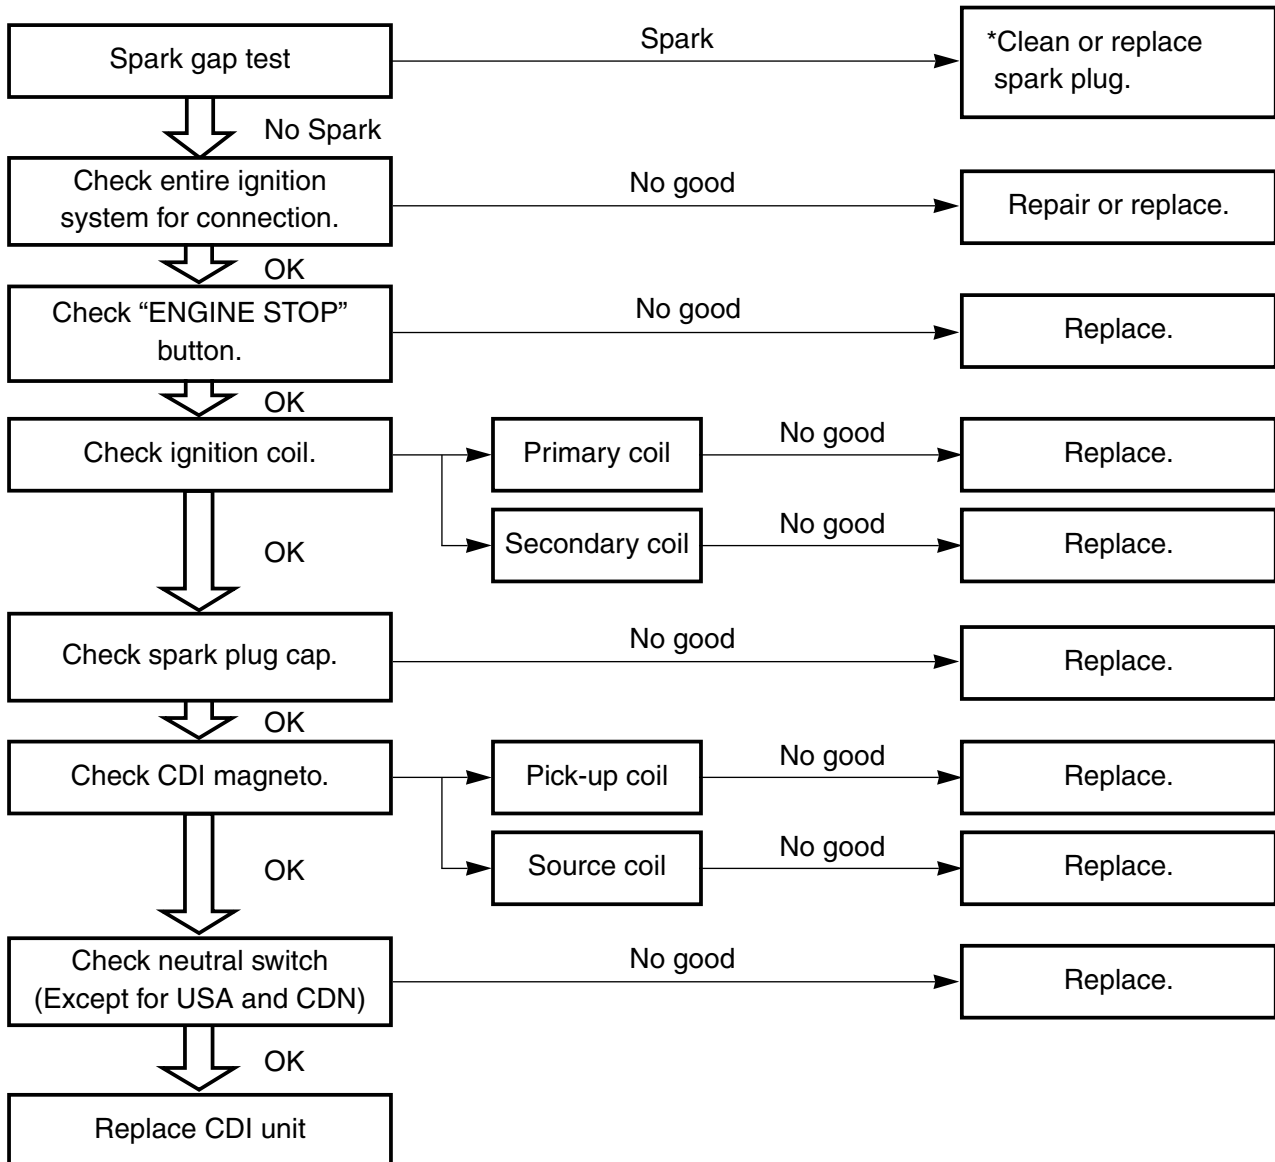 Spark gap test
Spark
*Clean or replace
spark plug.
No Spark
Check entire ignition
system for connection.
No good
Repair or replace.
OK
Check “ENGINE STOP”
button.
No good
Replace.
OK
Check ignition coil.
Primary coil
No good
Replace.
Secondary coil
No good
Replace.
OK
Check spark plug cap.
No good
Replace.
OK
Check CDI magneto.
Pick-up coil
No good
Replace.
Source coil
No good
Replace.
OK
Check neutral switch
(Except for USA and CDN)
No good
Replace.
OK
Replace CDI unit